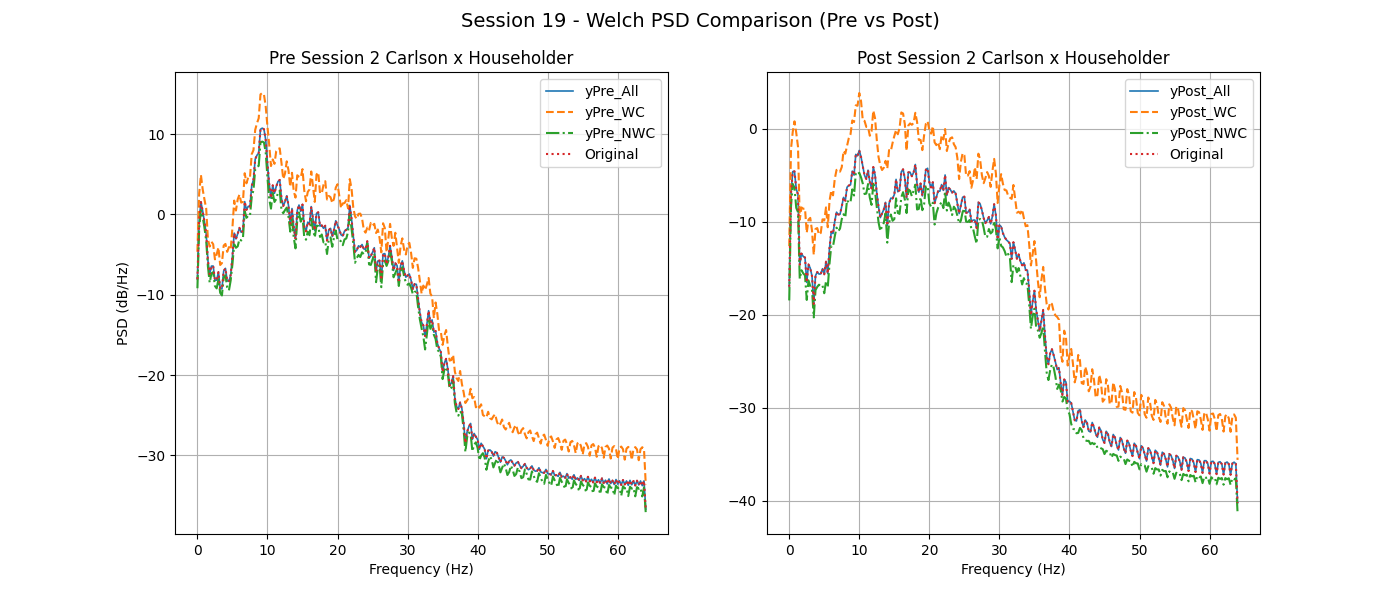 Session 19 - Welch PSD Comparison (Pre vs Post)
Pre Session 2 Carlson x Householder
yPre_All
yPre_WC
yPre_NWC
Original
PSD (dB/Hz)
10
0
−10
−20
−30
0 10 20 30 40 50 60
Frequency (Hz)
Post Session 2 Carlson x Householder
yPost_All
yPost_WC
yPost_NWC
Original
0
−10
−20
−30
−40
0 10 20 30 40 50 60
Frequency (Hz)